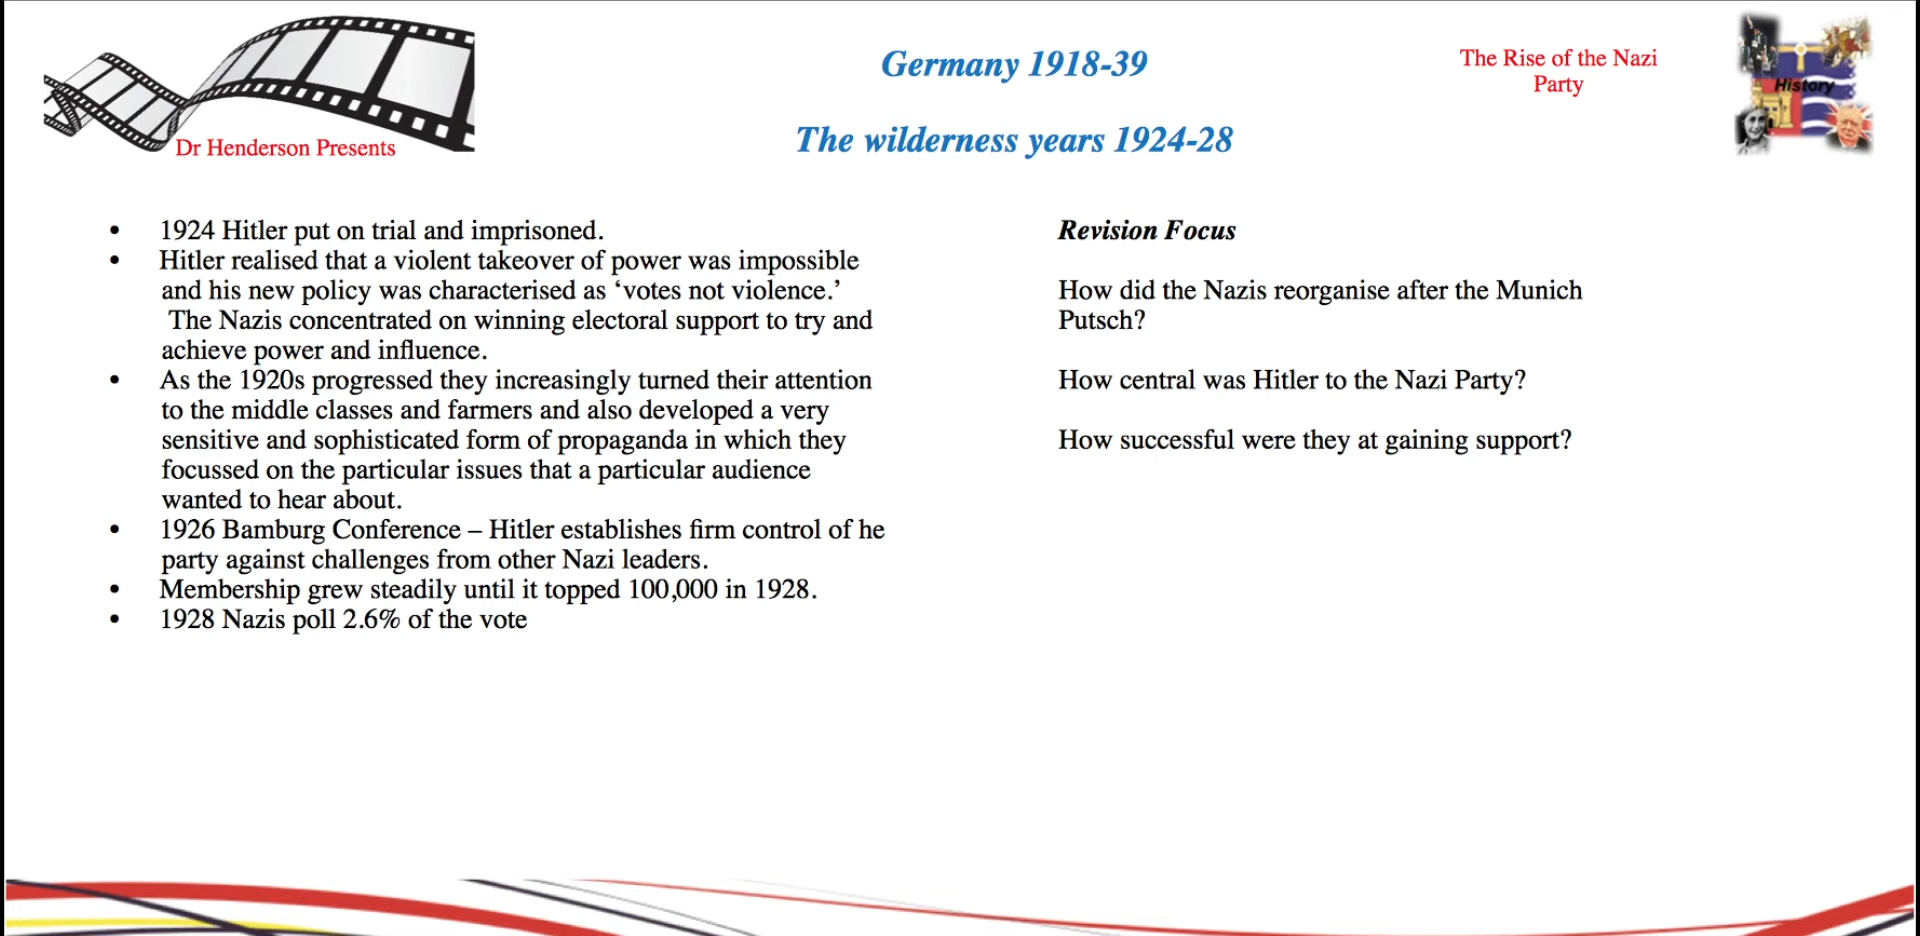 Germany 1918-39
The Rise of the Nazi
Party
History
The wilderness years 1924-28
Dr Henderson Presents
• 1924 Hitler put on trial and imprisoned.
• Hitler realised that a violent takeover of power was impossible
and his new policy was characterised as ‘votes not violence.’
The Nazis concentrated on winning electoral support to try and
achieve power and influence.
• As the 1920s progressed they increasingly turned their attention
to the middle classes and farmers and also developed a very
sensitive and sophisticated form of propaganda in which they
focussed on the particular issues that a particular audience
wanted to hear about.
• 1926 Bamburg Conference – Hitler establishes firm control of he
party against challenges from other Nazi leaders.
• Membership grew steadily until it topped 100,000 in 1928.
• 1928 Nazis poll 2.6% of the vote
Revision Focus
How did the Nazis reorganise after the Munich
Putsch?
How central was Hitler to the Nazi Party?
How successful were they at gaining support?